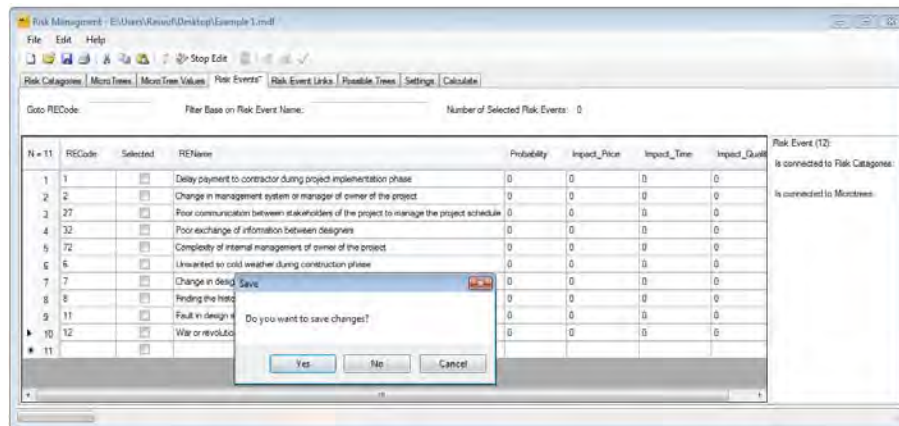 Risk Managment - E:\Users\Raouf\Desktop\Example 1.mdf
File Edit Help
Stop Edit
Risk Catagories MicroTrees MicroTree Values Risk Events* Risk Event Links Possible Trees Settings Calculate
Goto RECode: Filter Base on Risk Event Name: Number of Selected Risk Events: 0
N = 11 RECode Selected REName Probability Impact_Price Impact_Time Impact_Qualit
1 1 Delay payment to contractor during project implementation phase 0 0 0 0
2 2 Change in management system or manager of owner of the project 0 0 0 0
3 27 Poor communication between stakeholders of the project to manage the project schedule 0 0 0 0
4 32 Poor exchange of information between designers 0 0 0 0
5 72 Complexity of internal management of owner of the project 0 0 0 0
6 6 Unwanted so cold weather during construction phase 0 0 0 0
7 7 Change in desig 0 0 0 0
8 8 Finding the histo 0 0 0 0
9 11 Fault in design 0 0 0 0
10 12 War or revolutio 0 0 0 0
11
Risk Event (12):
Is connected to Risk Catagories:
Is connected to Microtrees:
Save
Do you want to save changes?
Yes No Cancel